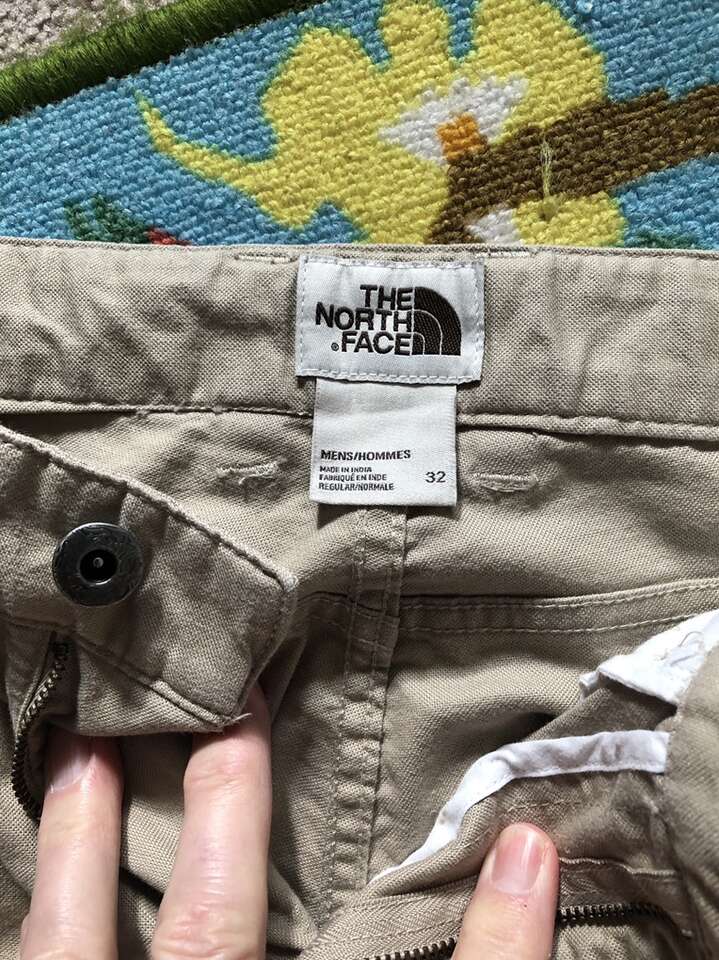 THE
NORTH
FACE
MENS/HOMMES
MADE IN INDIA
FABRIQUÉ EN INDE
REGULAR/NORMALE
32